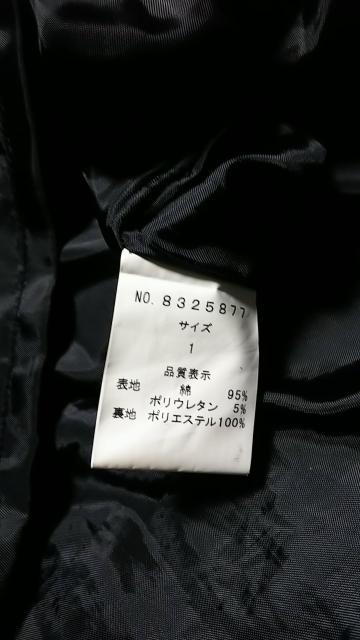 NO. 8325877
サイズ
1
品質表示
表地 綿 95%
ポリウレタン 5%
裏地 ポリエステル100%